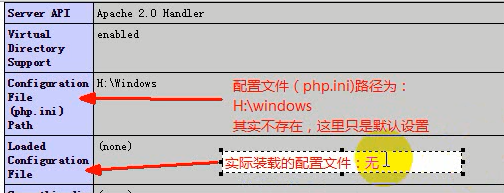 Server API
Apache 2.0 Handler
Virtual
Directory
Support
enabled
Configuration
File
(php.ini)
Path
H:\Windows
配置文件（php.ini)路径为：
H:\windows
其实不存在，这里只是默认设置
Loaded
Configuration
File
(none)
实际装载的配置文件：无